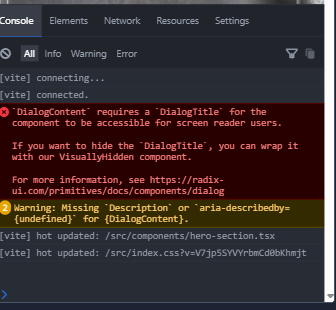 Console Elements Network Resources Settings
All Info Warning Error
[vite] connecting...
[vite] connected.
`DialogContent` requires a `DialogTitle` for the
component to be accessible for screen reader users.
If you want to hide the `DialogTitle`, you can wrap it
with our VisuallyHidden component.
For more information, see https://radix-
ui.com/primitives/docs/components/dialog
2 Warning: Missing `Description` or `aria-describedby=
{undefined}` for {DialogContent}.
[vite] hot updated: /src/components/hero-section.tsx
[vite] hot updated: /src/index.css?v=V7jp5SYVYrbmCd0bKhmjt